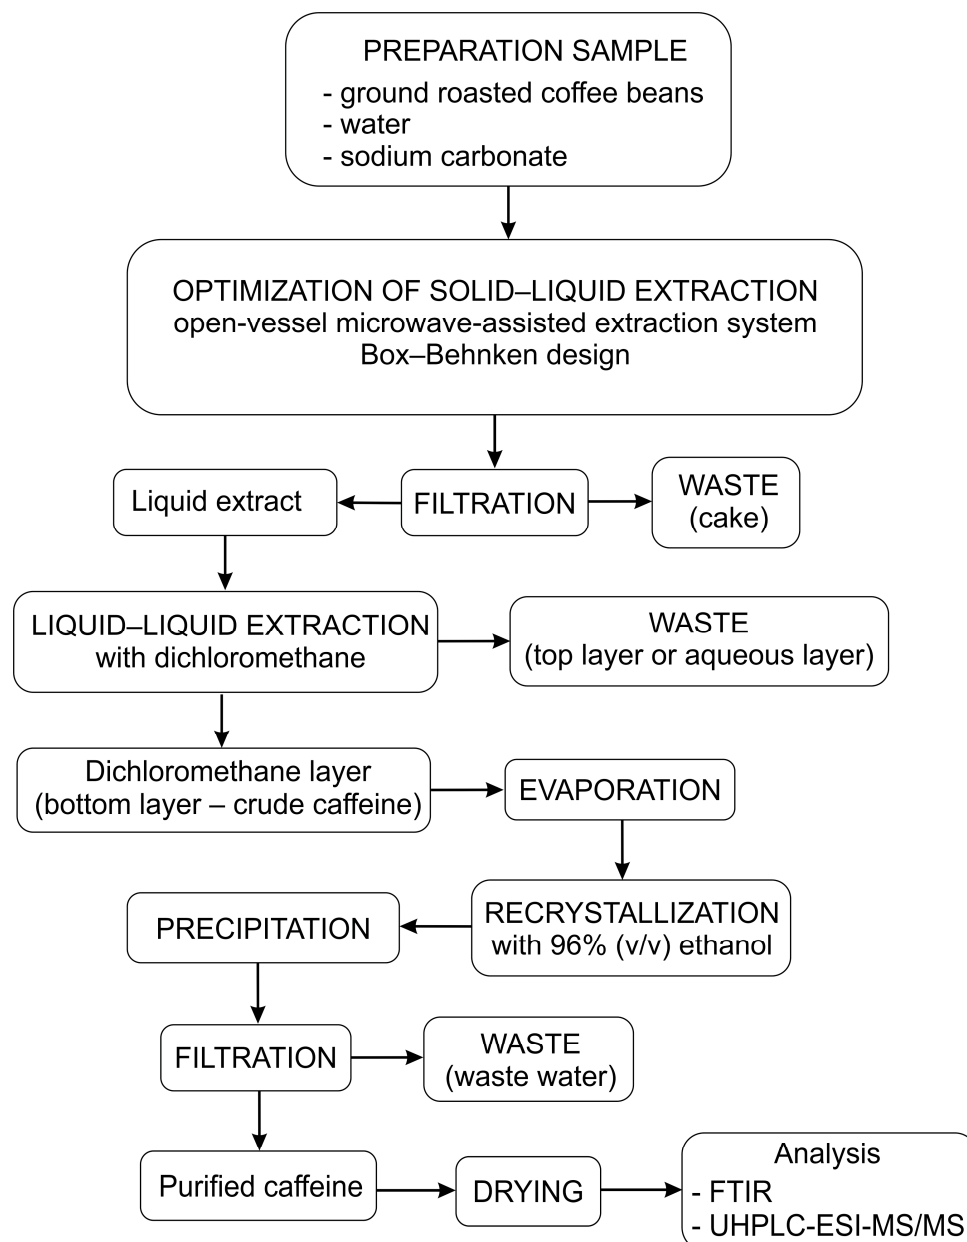 PREPARATION SAMPLE
- ground roasted coffee beans
- water
- sodium carbonate
OPTIMIZATION OF SOLID–LIQUID EXTRACTION
open-vessel microwave-assisted extraction system
Box–Behnken design
Liquid extract
FILTRATION
WASTE
(cake)
LIQUID–LIQUID EXTRACTION
with dichloromethane
WASTE
(top layer or aqueous layer)
Dichloromethane layer
(bottom layer – crude caffeine)
EVAPORATION
RECRYSTALLIZATION
with 96% (v/v) ethanol
PRECIPITATION
FILTRATION
WASTE
(waste water)
Purified caffeine
DRYING
Analysis
- FTIR
- UHPLC-ESI-MS/MS